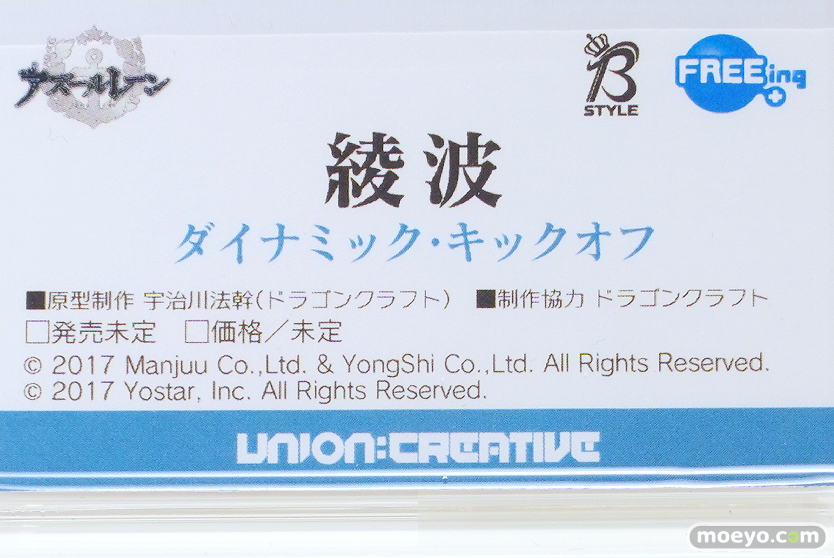 アズールレーン
B STYLE
FREEing
綾波
ダイナミック・キックオフ
■原型制作 宇治川法幹(ドラゴンクラフト) ■制作協力 ドラゴンクラフト
□発売未定 □価格／未定
© 2017 Manjuu Co.,Ltd. & YongShi Co.,Ltd. All Rights Reserved.
© 2017 Yostar, Inc. All Rights Reserved.
UNION:CREATIVE
moeyo.com